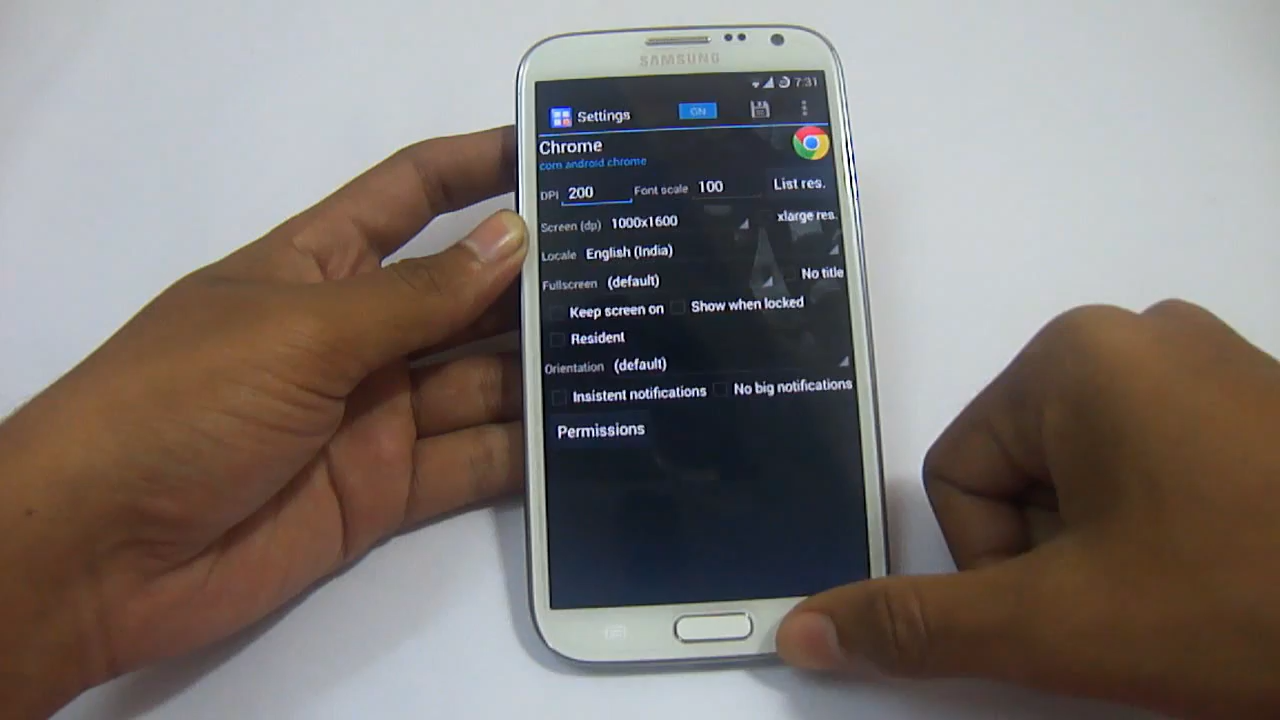 SAMSUNG
7:31
Settings ON
Chrome
com android chrome
DPI 200 Font scale 100 List res.
Screen (dp) 1000x1600 xlarge res.
Locale English (India)
Fullscreen (default) No title
Keep screen on Show when locked
Resident
Orientation (default)
Insistent notifications No big notifications
Permissions